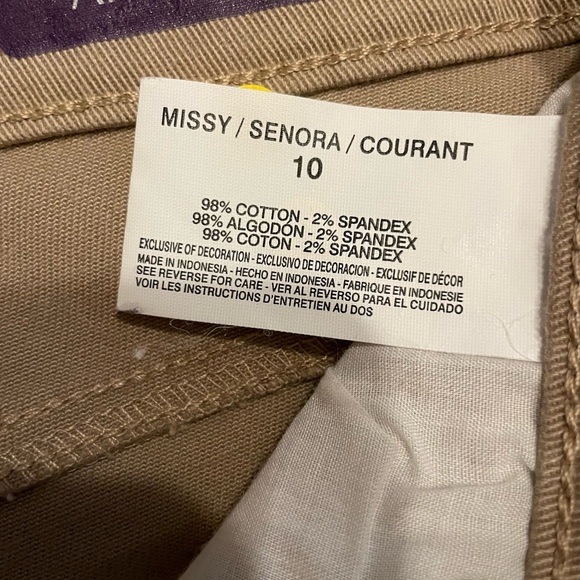 MISSY / SENORA / COURANT
10
98% COTTON - 2% SPANDEX
98% ALGODÓN - 2% SPANDEX
98% COTON - 2% SPANDEX
EXCLUSIVE OF DECORATION - EXCLUSIVO DE DECORACION - EXCLUSIF DE DÉCOR
MADE IN INDONESIA - HECHO EN INDONESIA - FABRIQUE EN INDONESIE
SEE REVERSE FOR CARE - VER AL REVERSO PARA EL CUIDADO
VOIR LES INSTRUCTIONS D'ENTRETIEN AU DOS